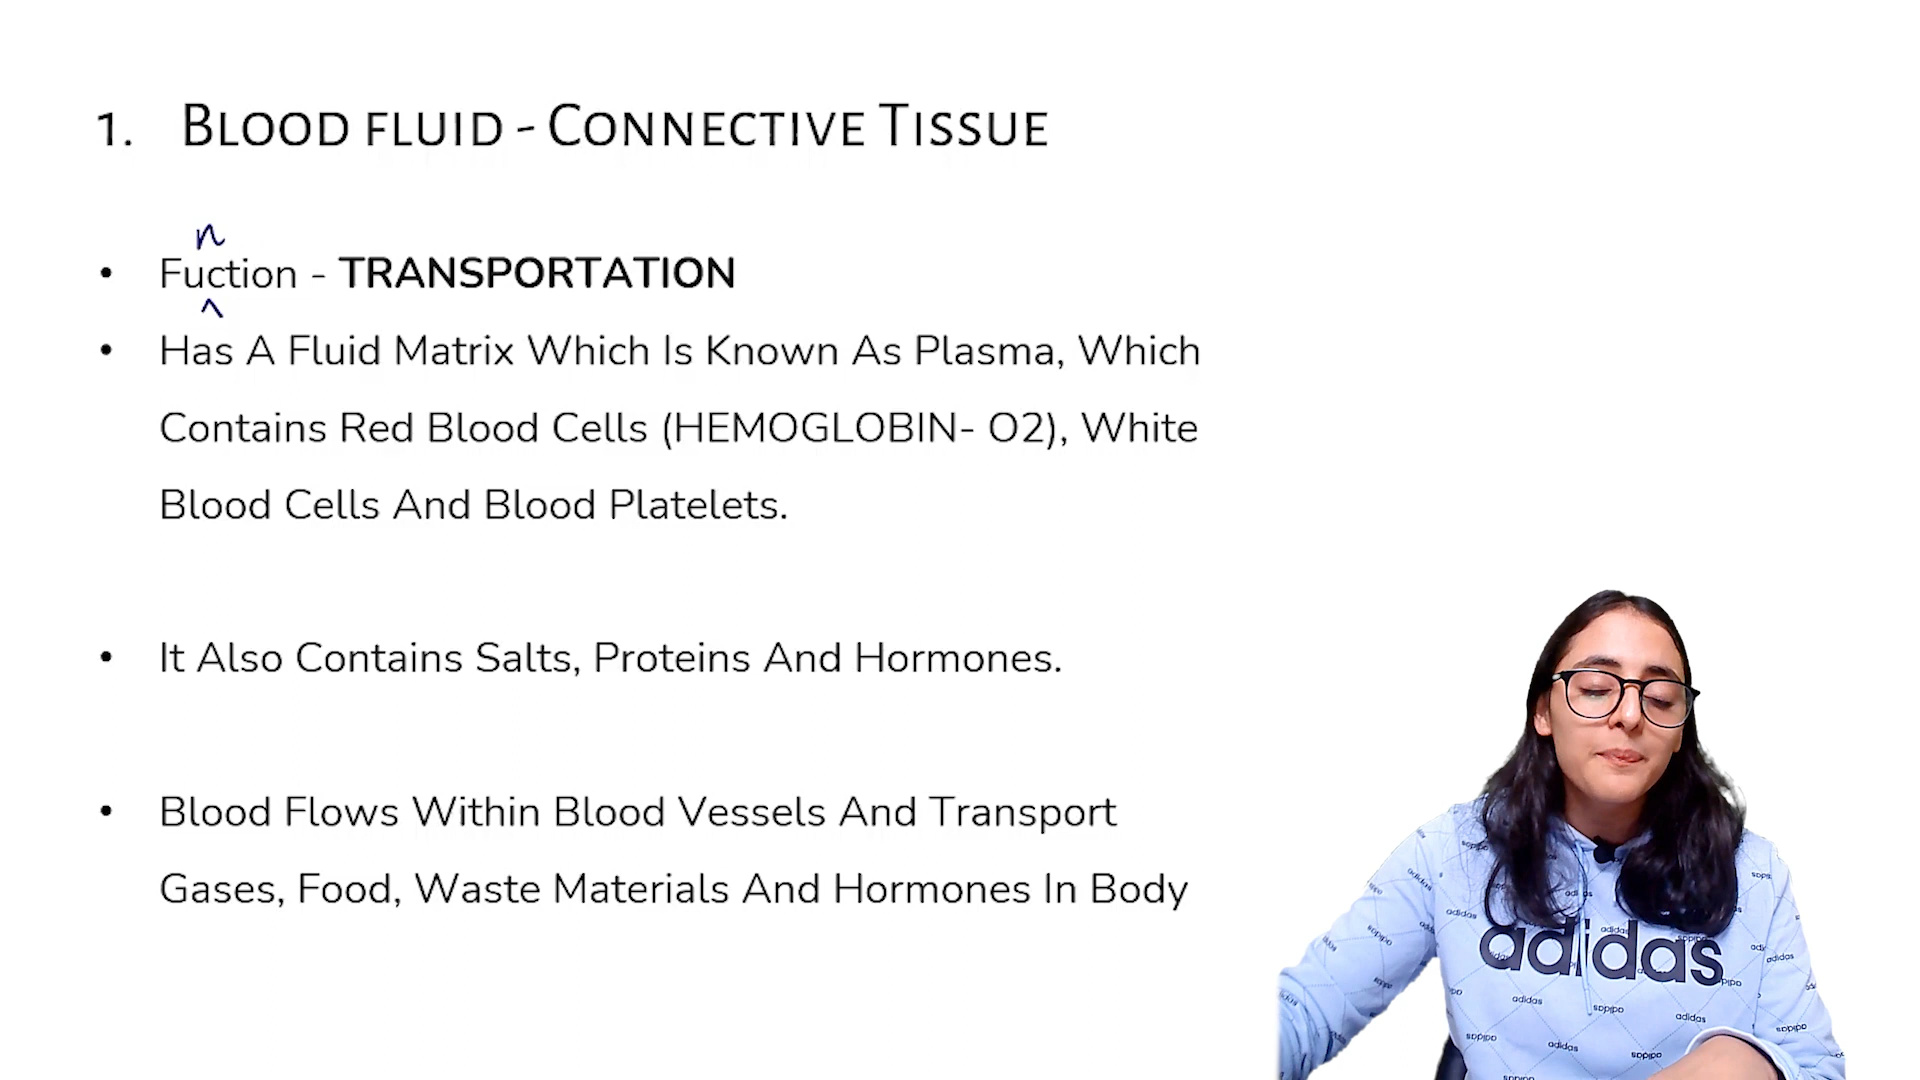 1. BLOOD FLUID - CONNECTIVE TISSUE
n
• Fuction - TRANSPORTATION
^
• Has A Fluid Matrix Which Is Known As Plasma, Which
Contains Red Blood Cells (HEMOGLOBIN- O2), White
Blood Cells And Blood Platelets.
• It Also Contains Salts, Proteins And Hormones.
• Blood Flows Within Blood Vessels And Transport
Gases, Food, Waste Materials And Hormones In Body
adidas